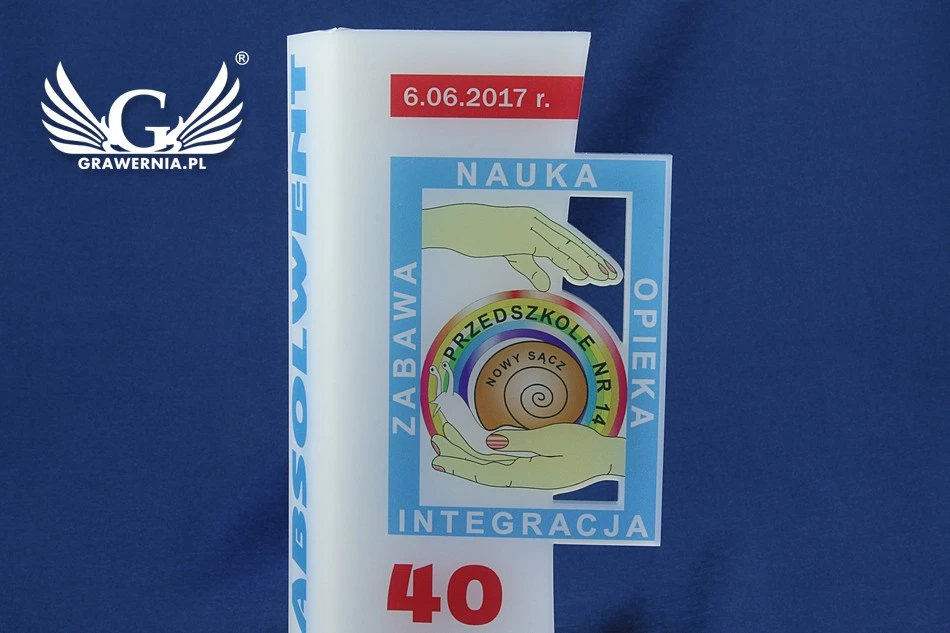 G
®
GRAWERNIA.PL
ABSOLWENT
6.06.2017 r.
NAUKA
ZABAWA
OPIEKA
PRZEDSZKOLE NR 14
NOWY SĄCZ
INTEGRACJA
40